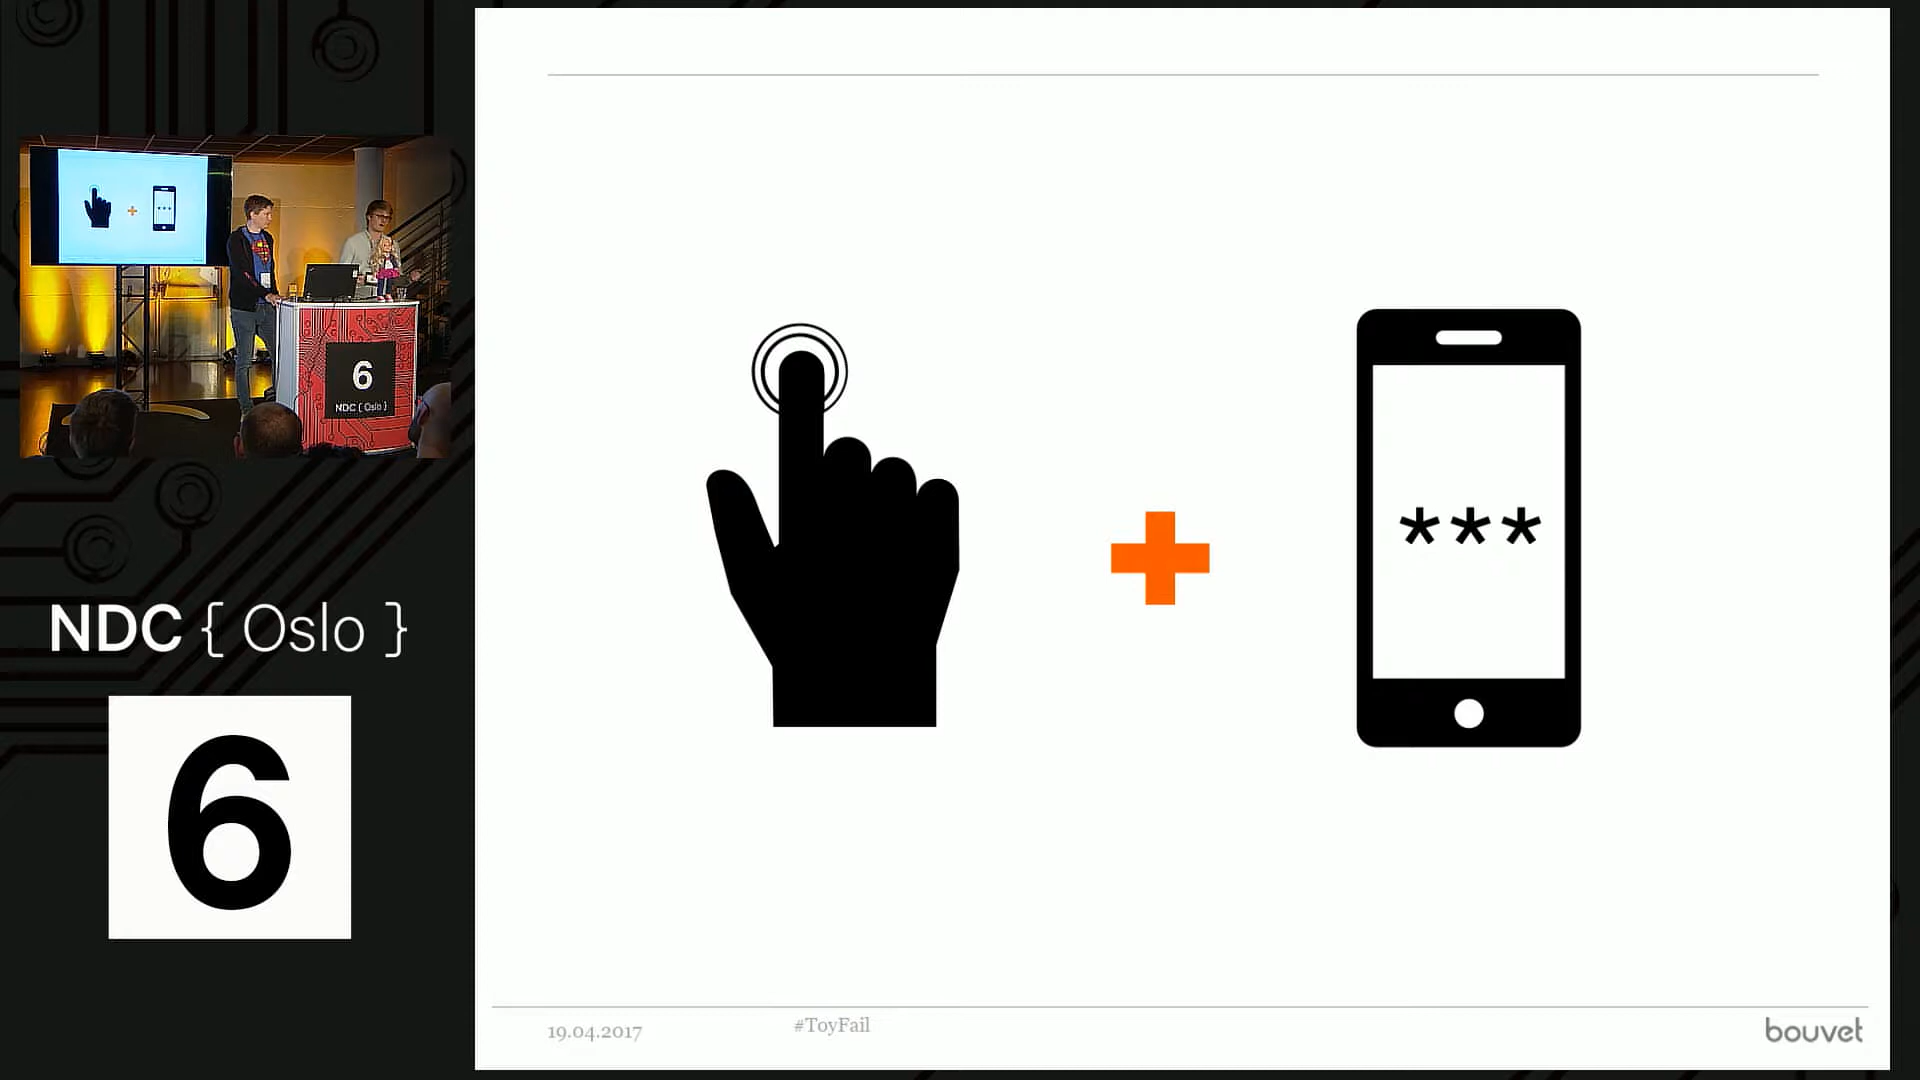 6
NDC { Oslo }
NDC { Oslo }
6
***
19.04.2017
#ToyFail
bouvet